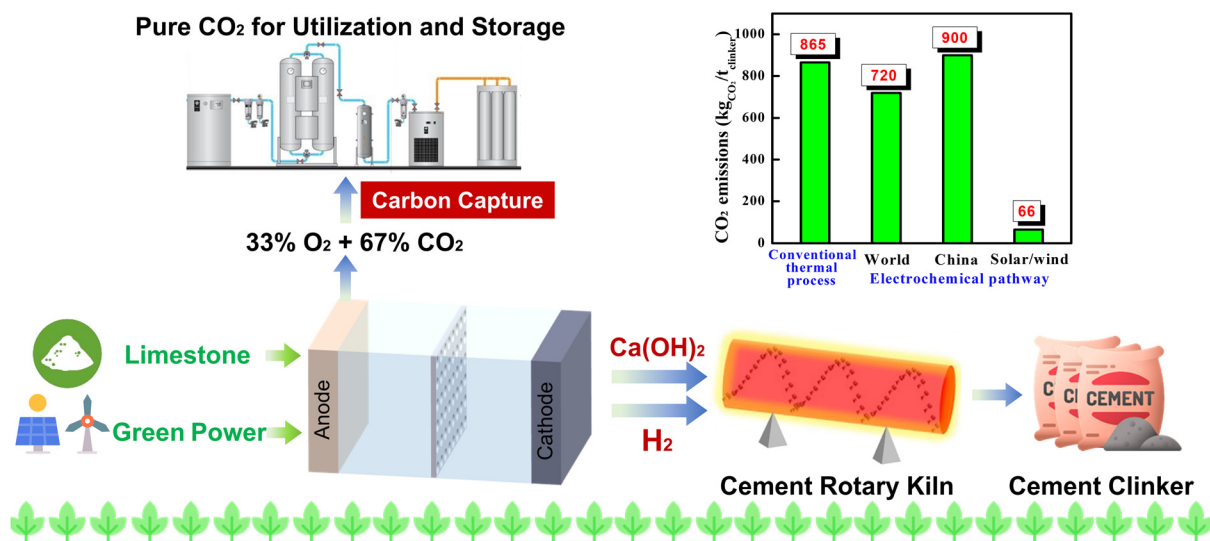 Pure CO₂ for Utilization and Storage
Carbon Capture
33% O₂ + 67% CO₂
Limestone
Green Power
Anode
Cathode
Ca(OH)₂
H₂
Cement Rotary Kiln
CEMENT
Cement Clinker
CO₂ emissions (kg_CO₂/t_clinker)
1000
800
600
400
200
0
865
720
900
66
Conventional
thermal
process
World
China
Solar/wind
Electrochemical pathway